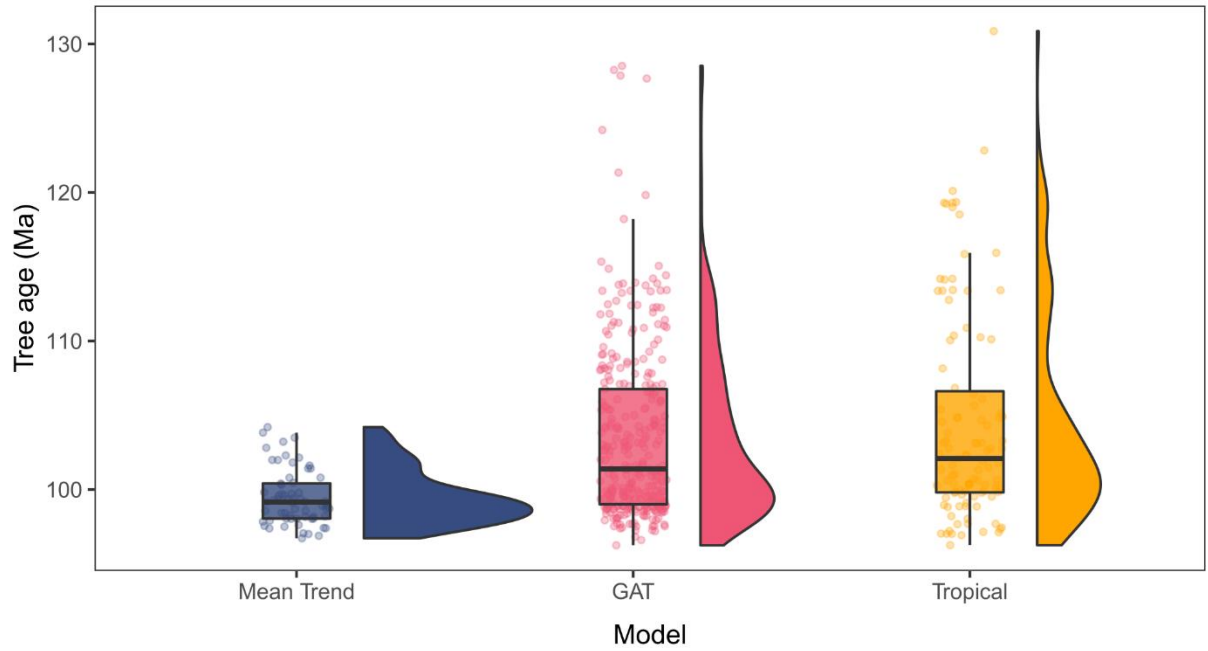 Tree age (Ma)
130
120
110
100
Mean Trend
GAT
Tropical
Model